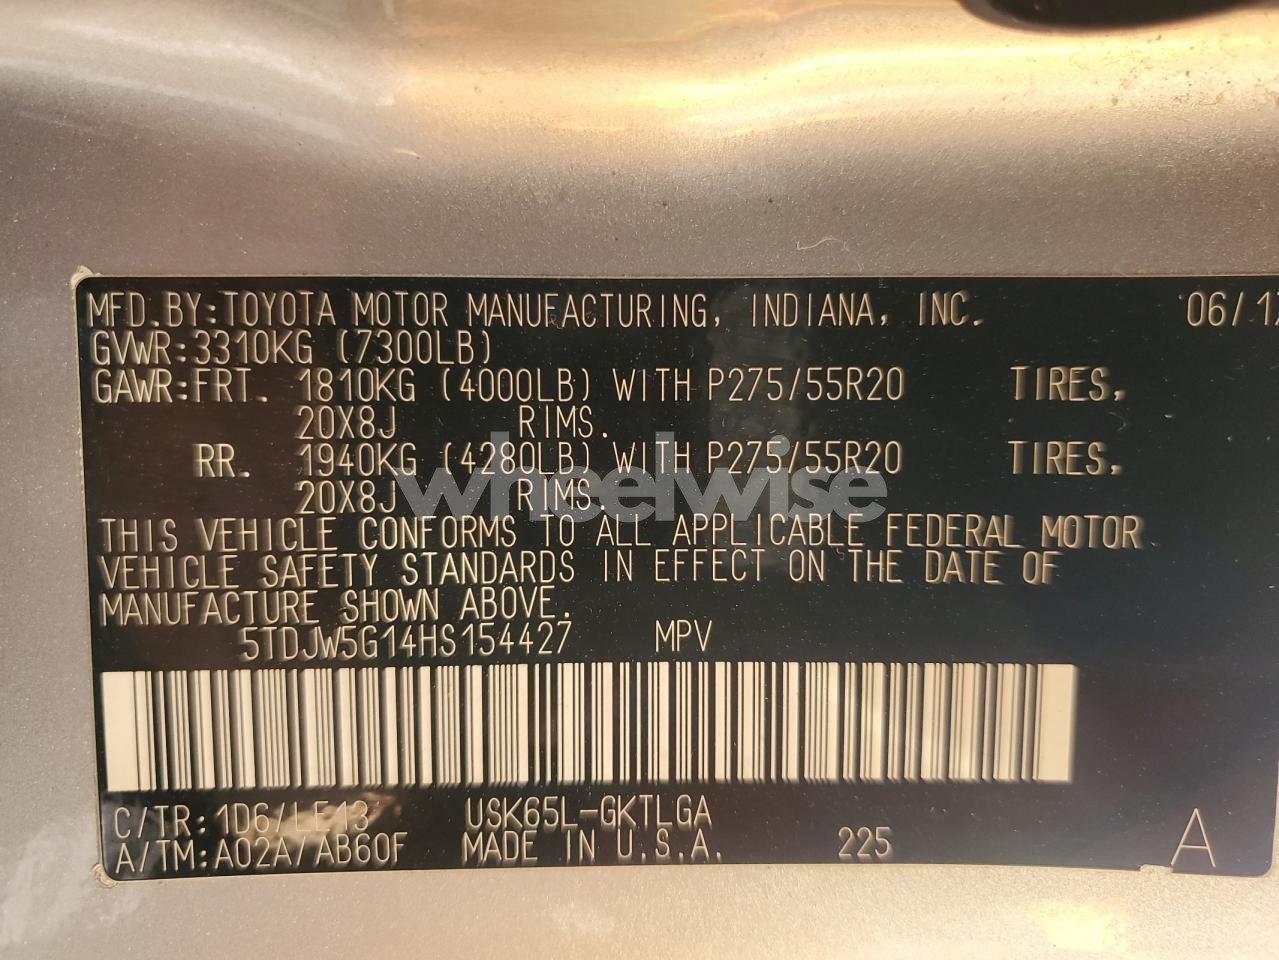 MFD.BY:TOYOTA MOTOR MANUFACTURING, INDIANA, INC. 06/17
GVWR:3310KG (7300LB)
GAWR:FRT. 1810KG (4000LB) WITH P275/55R20 TIRES,
20X8J RIMS.
RR. 1940KG (4280LB) WITH P275/55R20 TIRES,
20X8J RIMS.
wheelwise
THIS VEHICLE CONFORMS TO ALL APPLICABLE FEDERAL MOTOR
VEHICLE SAFETY STANDARDS IN EFFECT ON THE DATE OF
MANUFACTURE SHOWN ABOVE.
5TDJW5G14HS154427 MPV
C/TR:1D6/LE13 USK65L-GKTLGA
A/TM:A02A/AB60F MADE IN U.S.A. 225 A